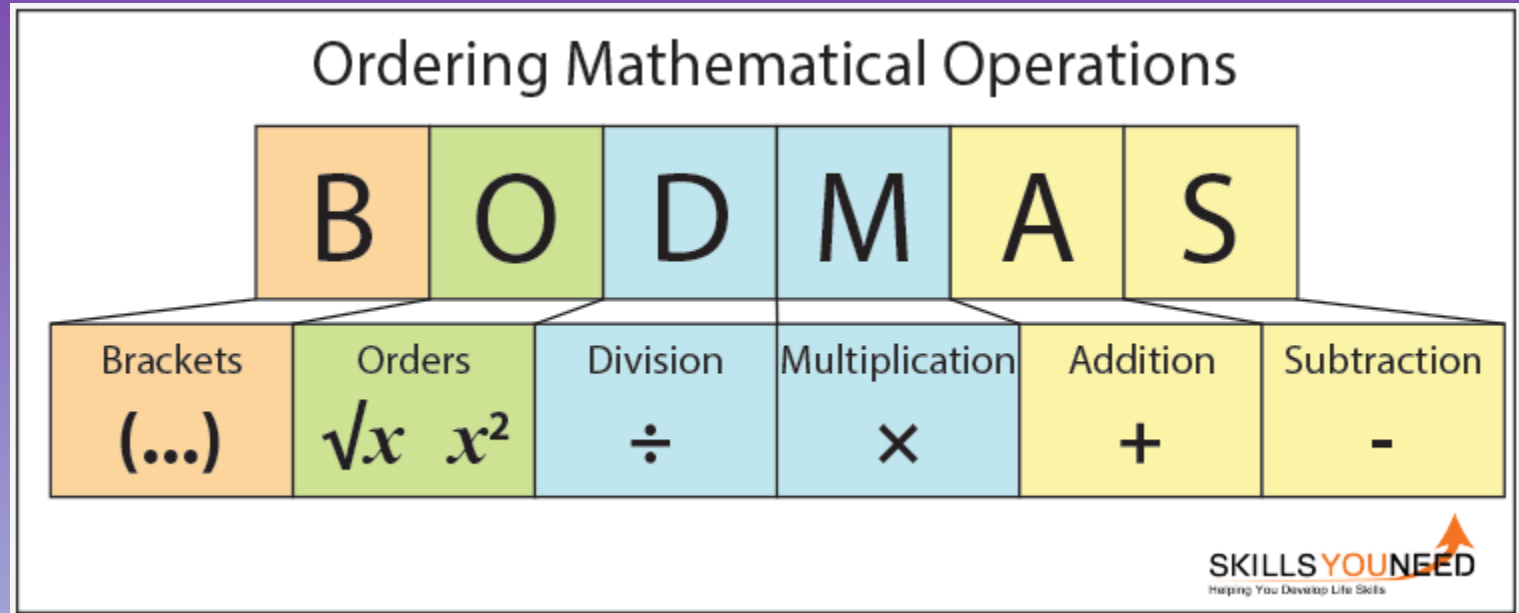 Ordering Mathematical Operations
B O D M A S
Brackets Orders Division Multiplication Addition Subtraction
(...) √x x² ÷ × + -
SKILLSYOUNEED
Helping You Develop Life Skills